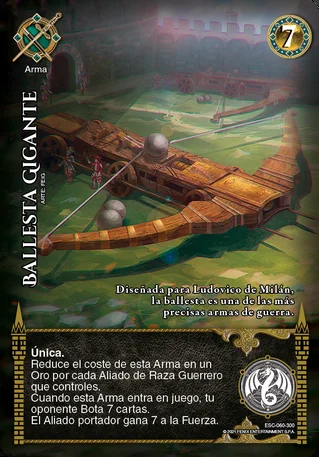 7
Arma
BALLESTA GIGANTE
ARTE: FEIG
Diseñada para Ludovico de Milán,
la ballesta es una de las más
precisas armas de guerra.
Única.
Reduce el coste de esta Arma en un
Oro por cada Aliado de Raza Guerrero
que controles.
Cuando esta Arma entra en juego, tu
oponente Bota 7 cartas.
El Aliado portador gana 7 a la Fuerza.
ESC-060-300
© 2021 FENIX ENTERTAINMENT S.P.A.